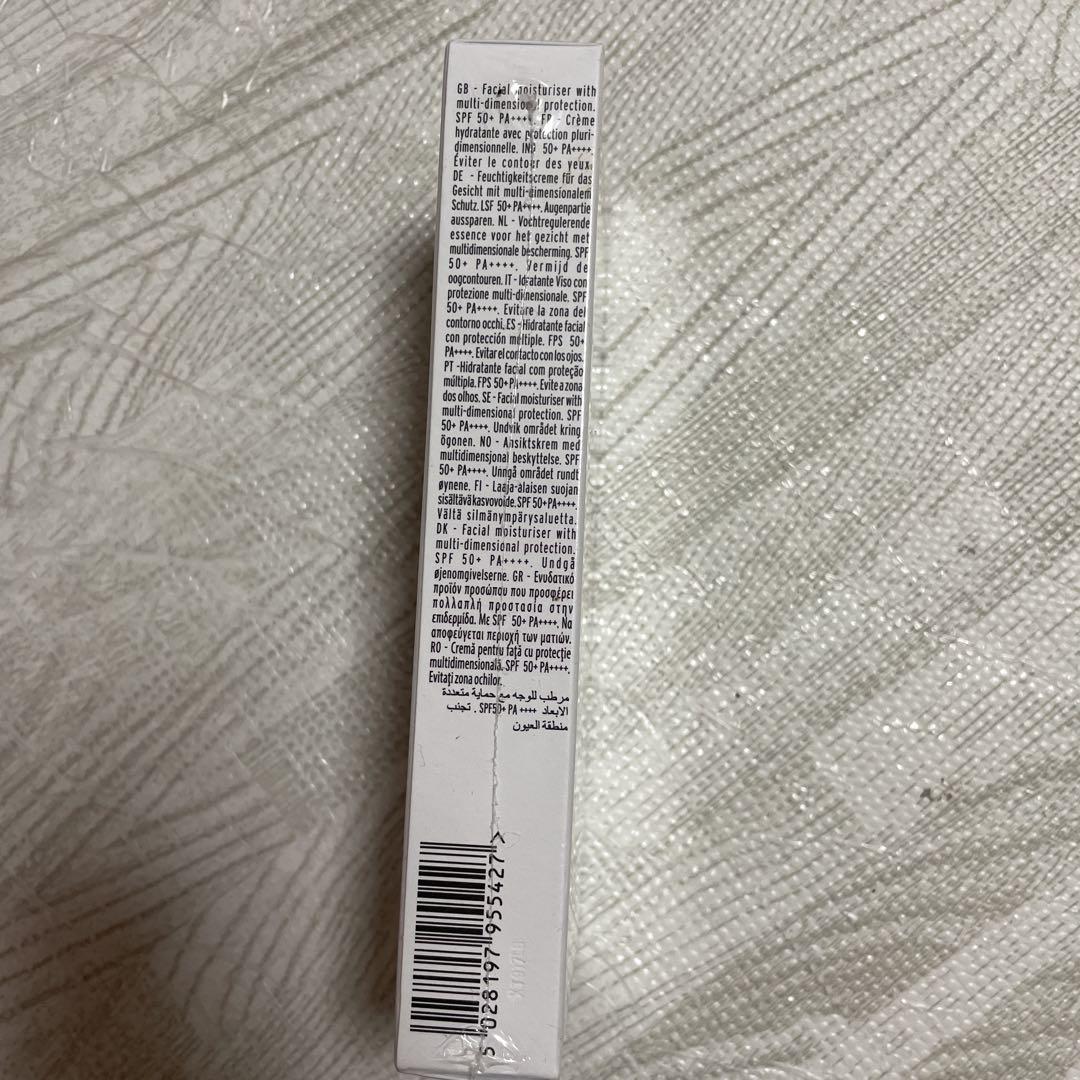 GB - Facial moisturiser with
multi-dimensional protection.
SPF 50+ PA++++. FR - Crème
hydratante avec protection pluri-
dimensionnelle. IND 50+ PA++++.
Éviter le contour des yeux.
DE - Feuchtigkeitscreme für das
Gesicht mit multi-dimensionalem
Schutz. LSF 50+ PA++++. Augenpartie
aussparen. NL - Vochtregulerende
essence voor het gezicht met
multidimensionale bescherming. SPF
50+ PA++++. Vermijd de
oogcontouren. IT - Idratante Viso con
protezione multi-dimensionale. SPF
50+ PA++++. Evitare la zona del
contorno occhi. ES - Hidratante facial
con protección múltiple. FPS 50+
PA++++. Evitar el contacto con los ojos.
PT -Hidratante facial com proteção
múltipla. FPS 50+ PA++++. Evite a zona
dos olhos. SE - Facial moisturiser with
multi-dimensional protection. SPF
50+ PA++++. Undvik området kring
ögonen. NO - Ansiktskrem med
multidimensjonal beskyttelse. SPF
50+ PA++++. Unngå området rundt
øynene. FI - Laaja-alaisen suojan
sisältävä kasvovoide. SPF 50+ PA++++.
Vältä silmänympärysaluetta.
DK - Facial moisturiser with
multi-dimensional protection.
SPF 50+ PA++++. Undgå
øjenomgivelserne. GR - Ενυδατικό
προϊόν προσώπου που προσφέρει
πολλαπλή προστασία στην
επιδερμίδα. Με SPF 50+ PA++++. Να
αποφεύγεται περιοχή των ματιών.
RO - Cremă pentru față cu protecție
multidimensională. SPF 50+ PA++++.
Evitați zona ochilor.
مرطب للوجه مع حماية متعددة
الابعاد SPF50+ PA ++++ . تجنب
منطقة العيون
5 028197 955427 >